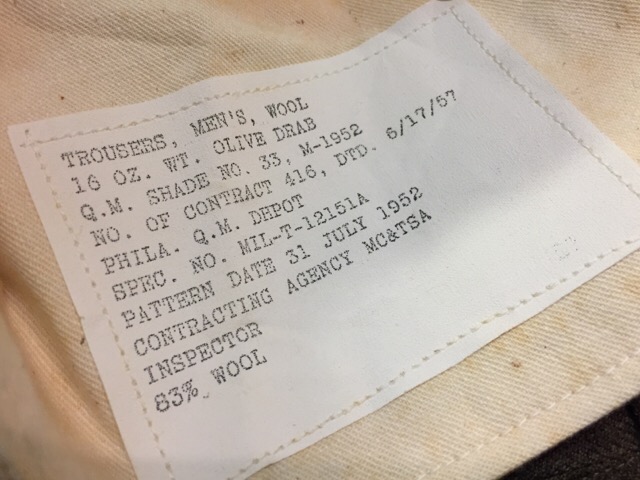 TROUSERS, MEN'S, WOOL
16 OZ. WT. OLIVE DRAB
Q.M. SHADE NO. 33, M-1952
NO. OF CONTRACT 416, DTD. 6/17/57
PHILA. Q.M. DEPOT
SPEC. NO. MIL-T-12151A
PATTERN DATE 31 JULY 1952
CONTRACTING AGENCY MC&TSA
INSPECTOR
83% WOOL